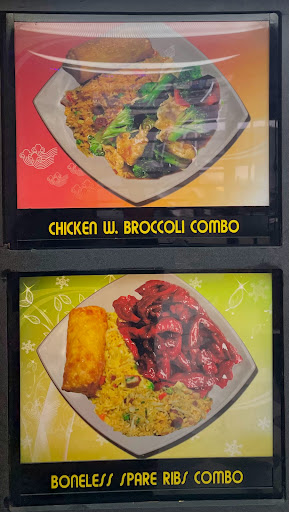 CHICKEN W. BROCCOLI COMBO
BONELESS SPARE RIBS COMBO